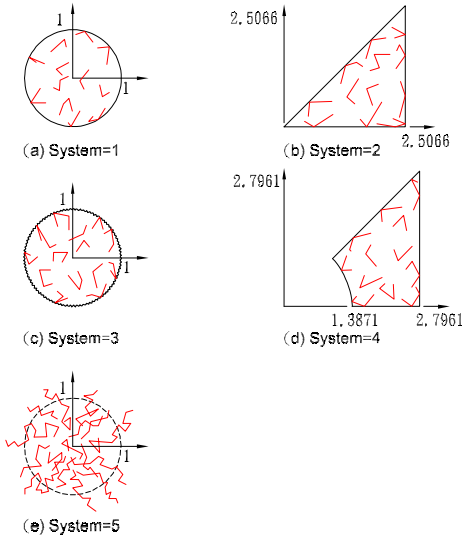 1
1
(a) System=1
2.5066
2.5066
(b) System=2
1
1
(c) System=3
2.7961
1.3871
2.7961
(d) System=4
1
1
(e) System=5